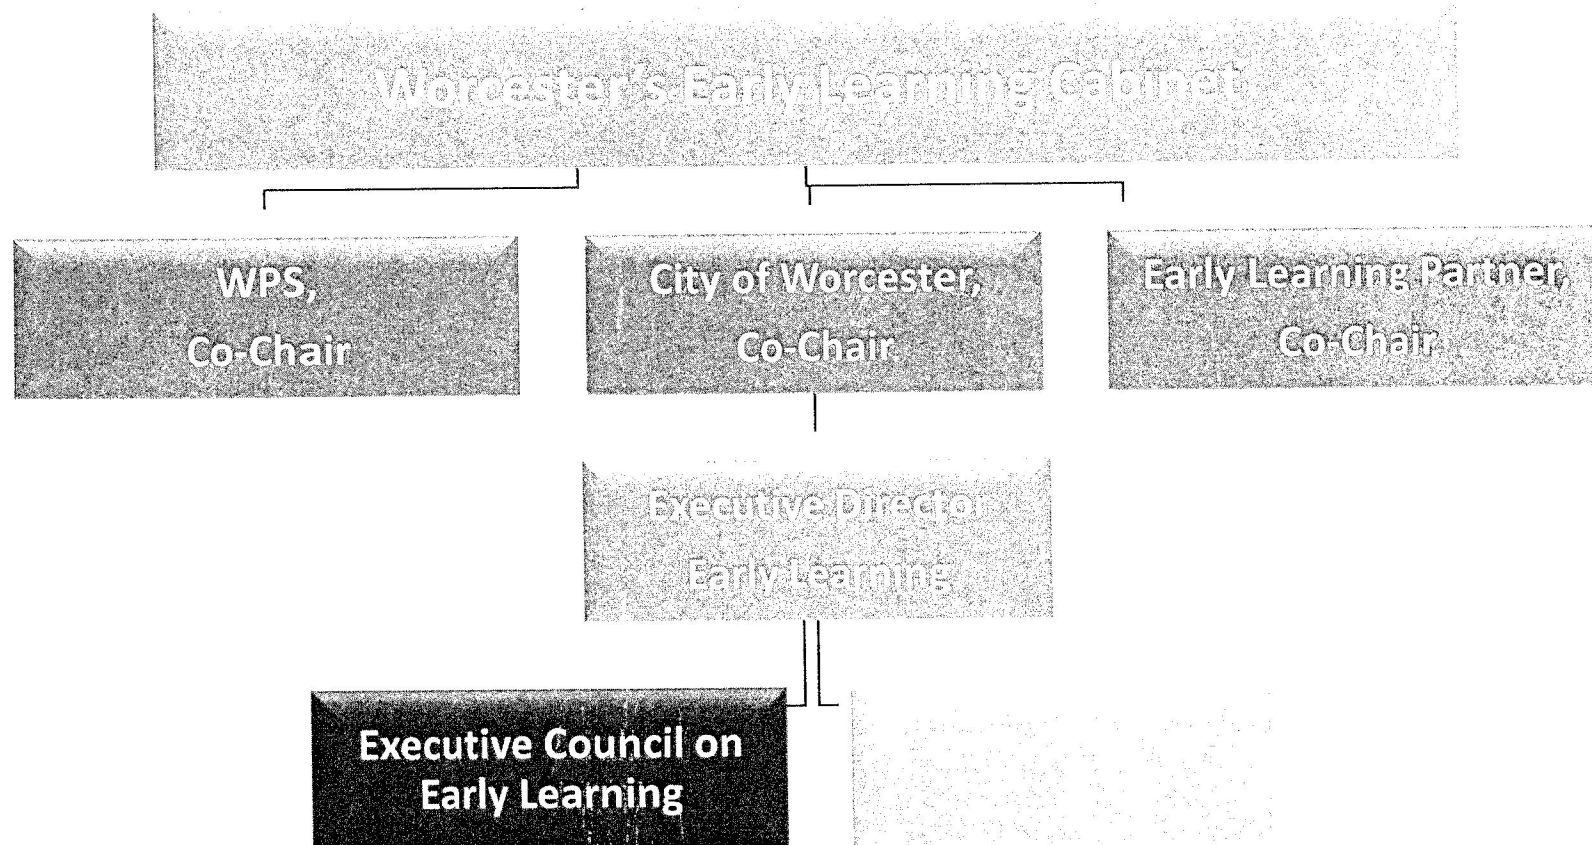 Worcester's Early Learning Cabinet
WPS,
Co-Chair
City of Worcester,
Co-Chair
Early Learning Partner,
Co-Chair
Executive Director
Early Learning
Executive Council on
Early Learning